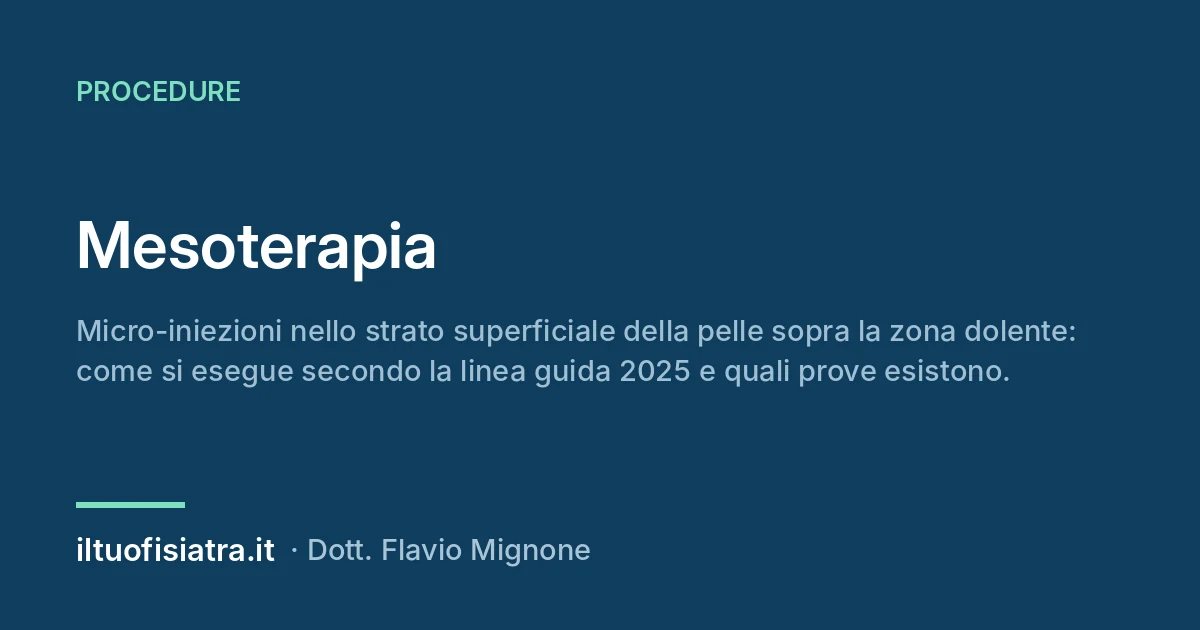 PROCEDURE
Mesoterapia
Micro-iniezioni nello strato superficiale della pelle sopra la zona dolente:
come si esegue secondo la linea guida 2025 e quali prove esistono.
iltuofisiatra.it · Dott. Flavio Mignone